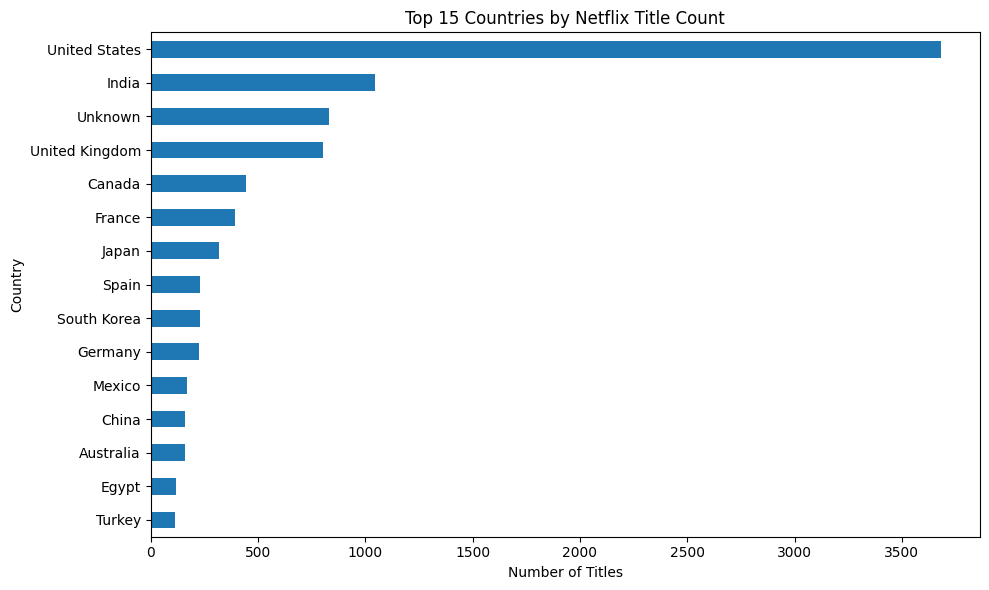 Top 15 Countries by Netflix Title Count
United States
India
Unknown
United Kingdom
Canada
France
Japan
Spain
South Korea
Germany
Mexico
China
Australia
Egypt
Turkey
Country
0 500 1000 1500 2000 2500 3000 3500
Number of Titles